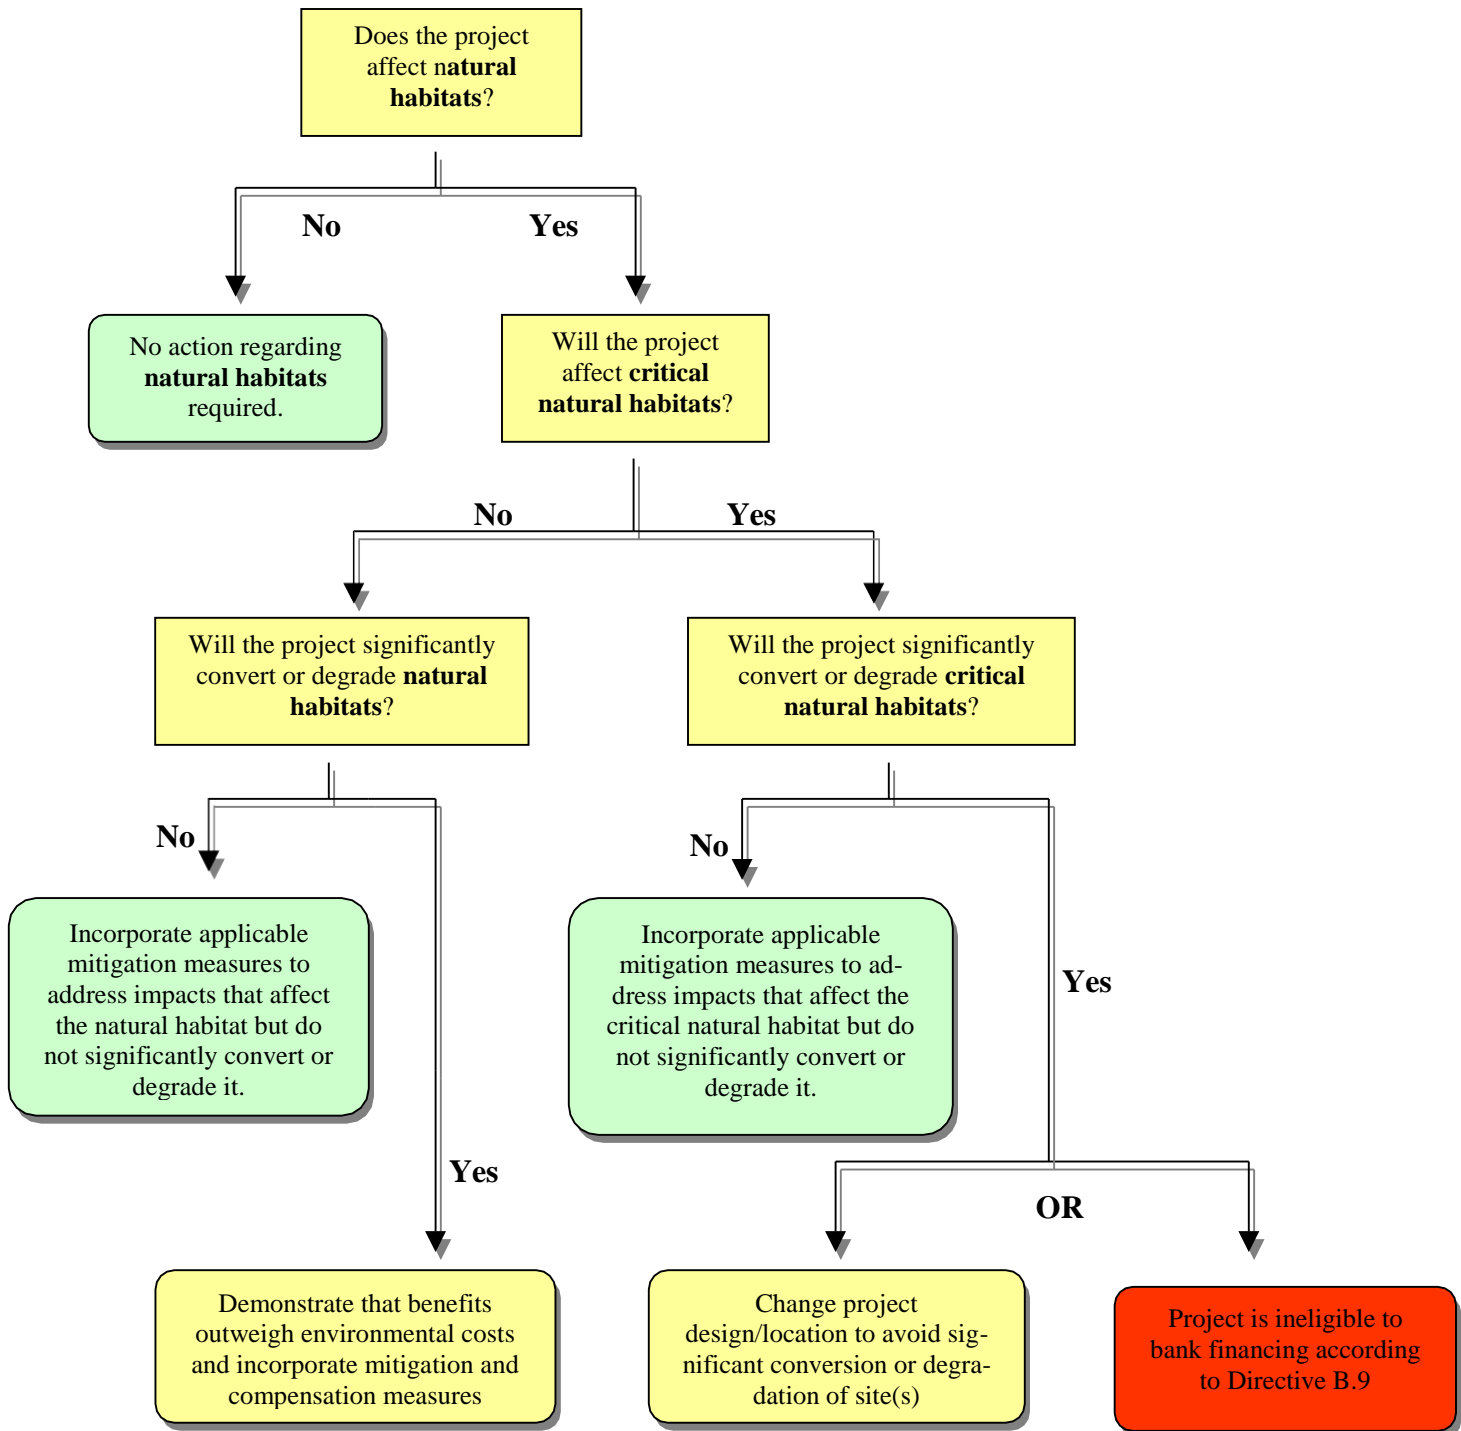 Does the project
affect natural
habitats?
No
Yes
No action regarding
natural habitats
required.
Will the project
affect critical
natural habitats?
No
Yes
Will the project significantly
convert or degrade natural
habitats?
Will the project significantly
convert or degrade critical
natural habitats?
No
No
Incorporate applicable
mitigation measures to
address impacts that affect
the natural habitat but do
not significantly convert or
degrade it.
Incorporate applicable
mitigation measures to ad-
dress impacts that affect the
critical natural habitat but do
not significantly convert or
degrade it.
Yes
Yes
OR
Demonstrate that benefits
outweigh environmental costs
and incorporate mitigation and
compensation measures
Change project
design/location to avoid sig-
nificant conversion or degra-
dation of site(s)
Project is ineligible to
bank financing according
to Directive B.9